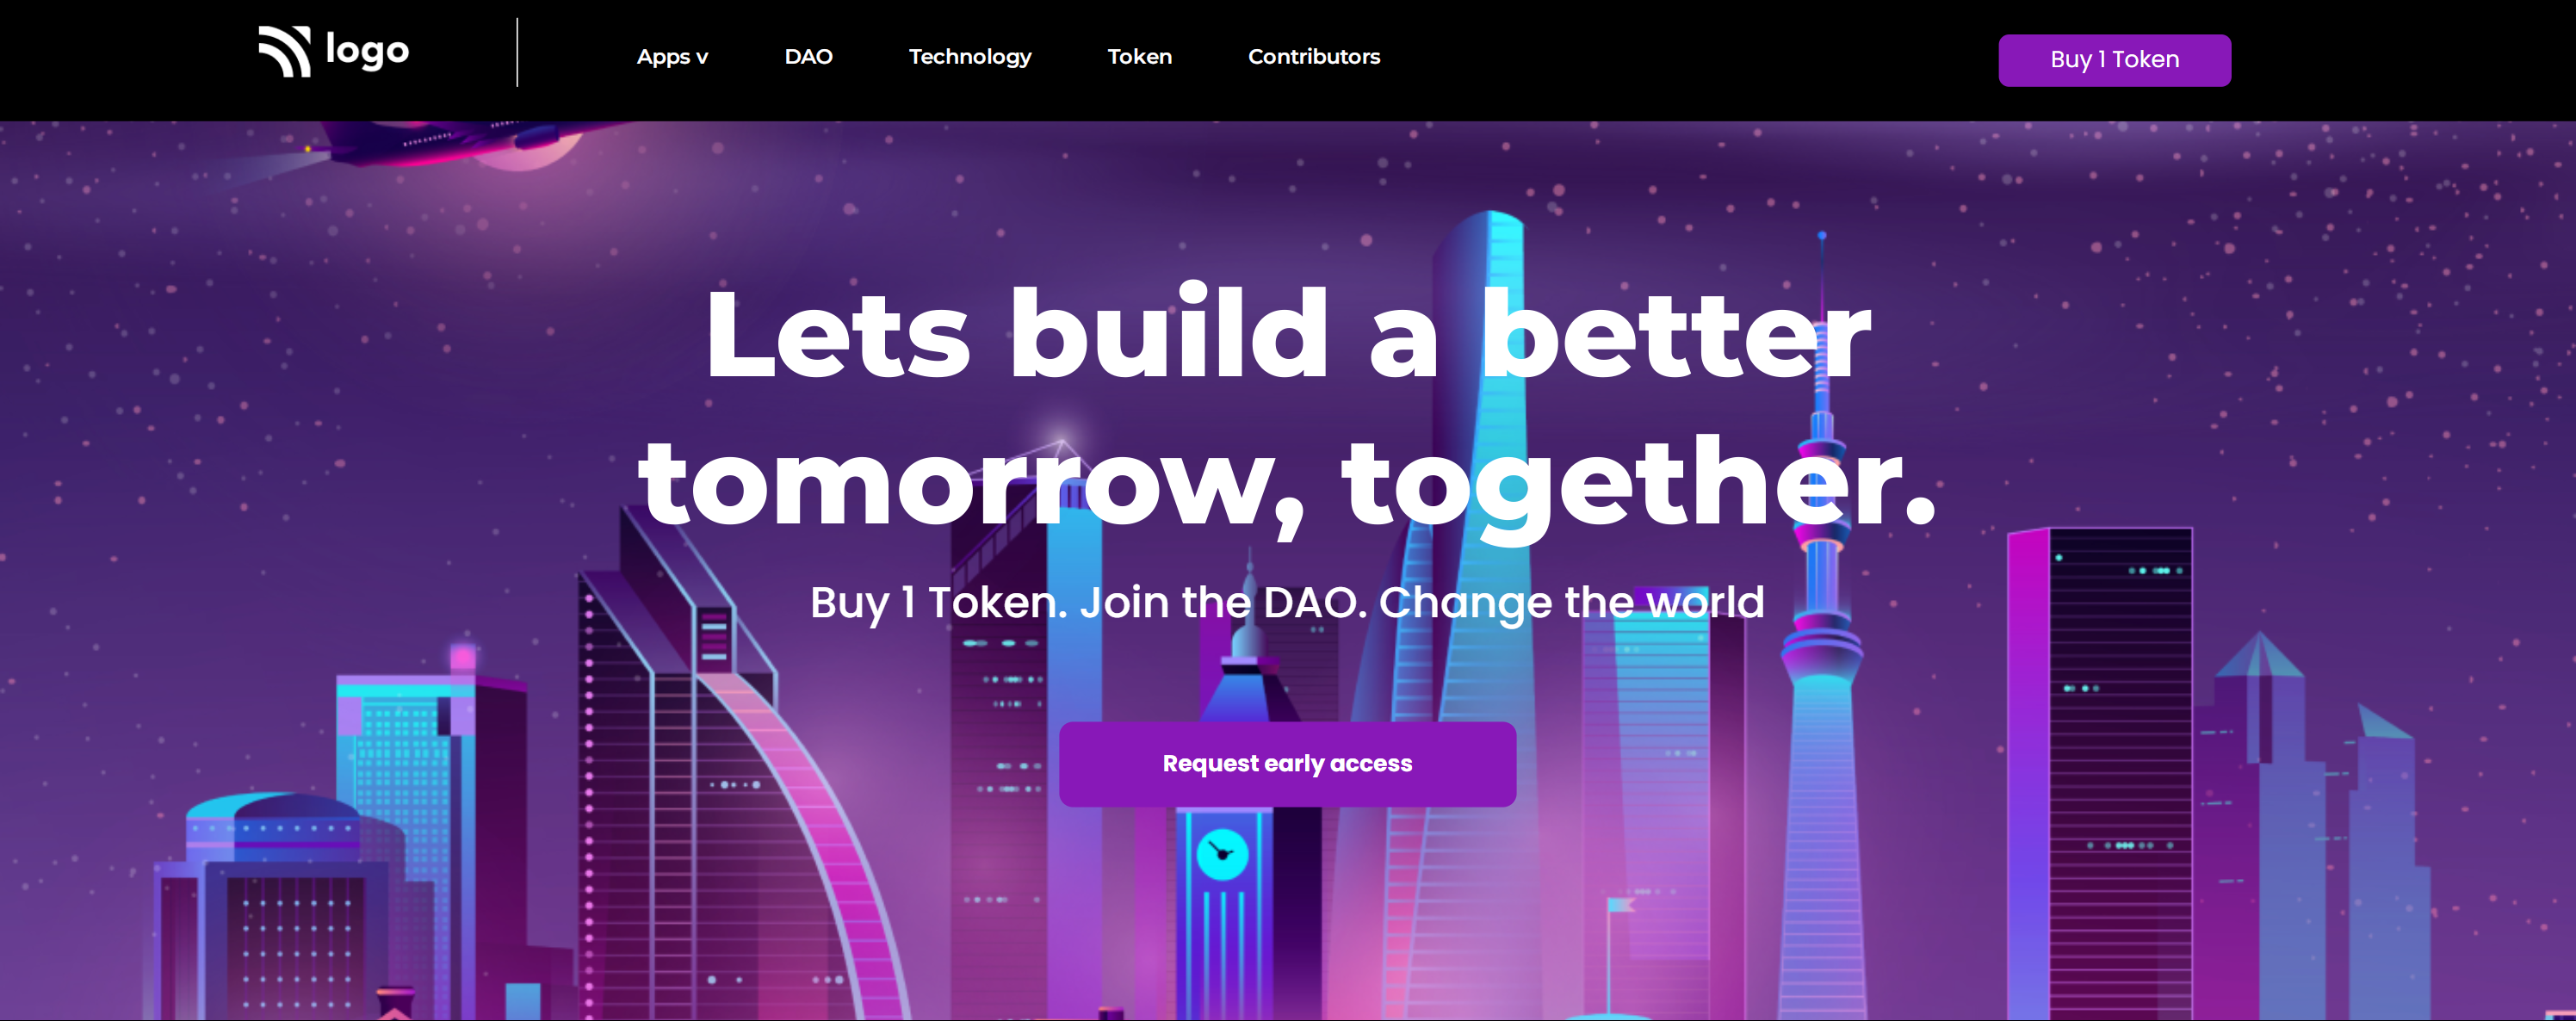 logo
Apps v
DAO
Technology
Token
Contributors
Buy 1 Token
Lets build a better
tomorrow, together.
Buy 1 Token. Join the DAO. Change the world
Request early access